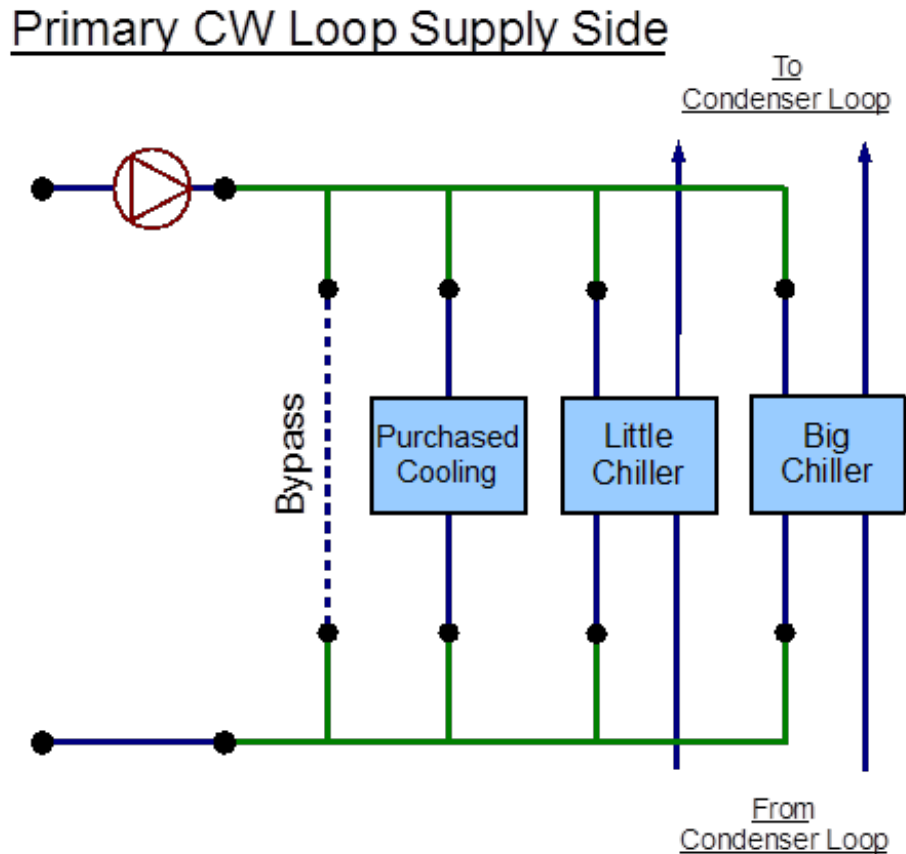 Primary CW Loop Supply Side
To
Condenser Loop
Bypass
Purchased
Cooling
Little
Chiller
Big
Chiller
From
Condenser Loop